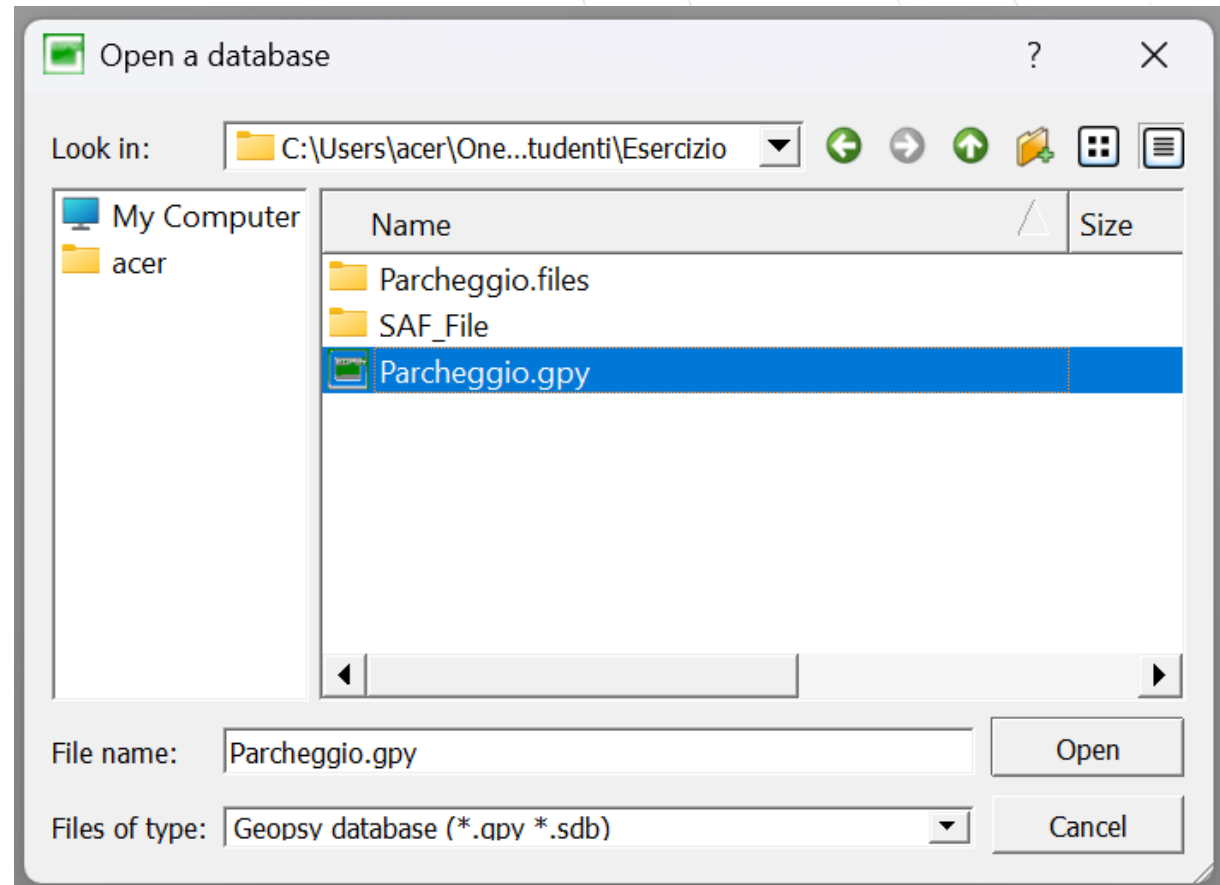 Open a database
?
Look in:
C:\Users\acer\One...tudenti\Esercizio
My Computer
acer
Name
Size
Parcheggio.files
SAF_File
Parcheggio.gpy
File name:
Parcheggio.gpy
Open
Files of type:
Geopsy database (*.gpy *.sdb)
Cancel